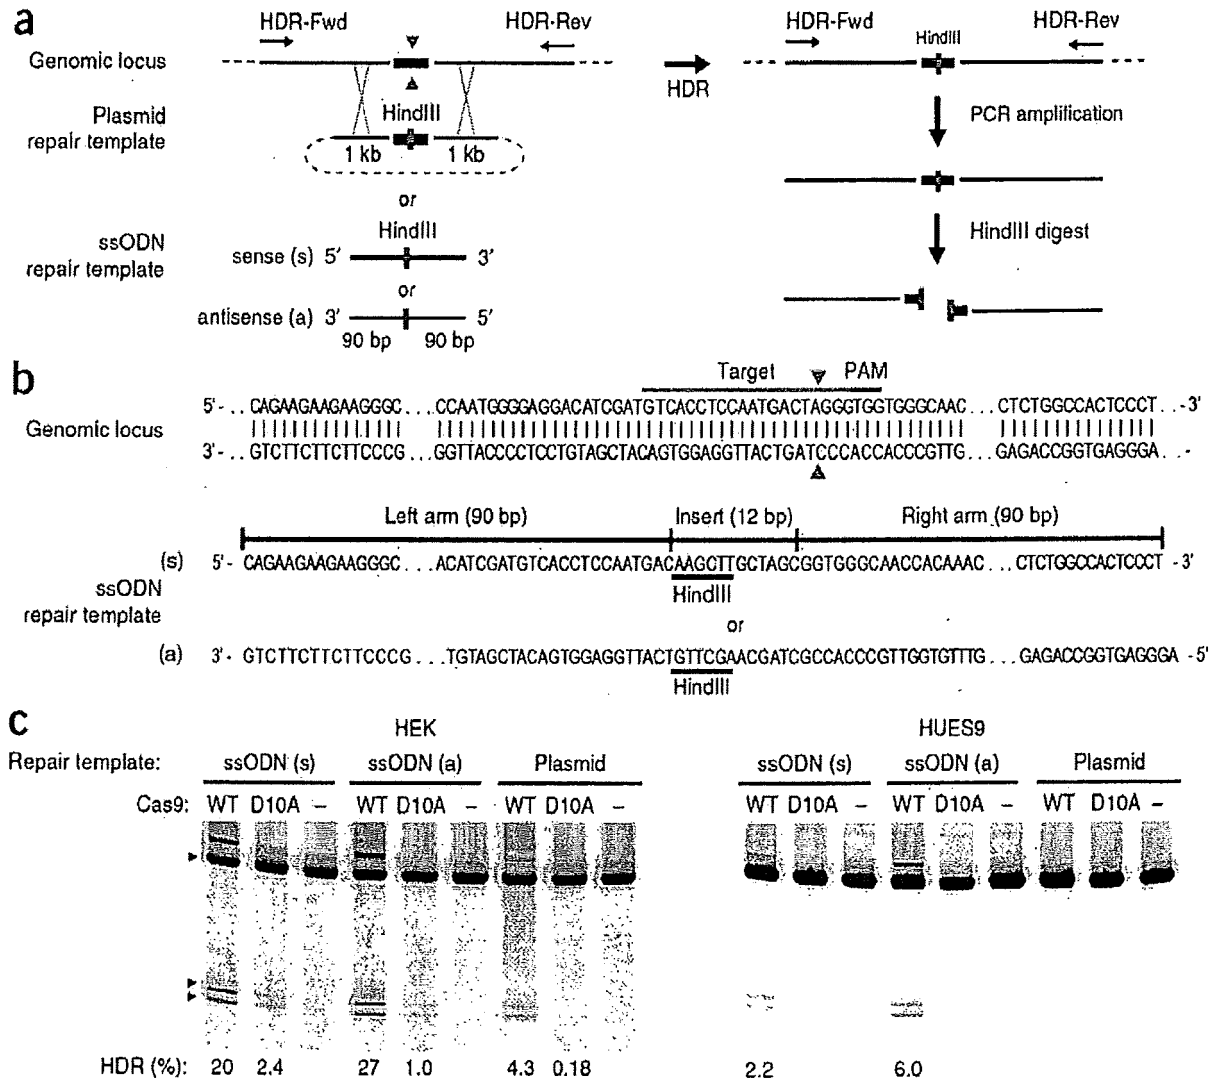 a
HDR-Fwd HDR-Rev HDR-Fwd HDR-Rev
HindIII
Genomic locus
HDR
Plasmid
repair template
HindIII
1 kb 1 kb
PCR amplification
or
ssODN
repair template
HindIII
sense (s) 5' 3'
or
antisense (a) 3' 5'
90 bp 90 bp
HindIII digest
b
Target PAM
Genomic locus
5'-...CAGAAGAAGAAGGGC...CCAATGGGGAGGACATCGATGTCACCTCCAATGACTAGGGTGGTGGGCAAC...CTCTGGCCACTCCCT...-3'
3'-...GTCTTCTTCTTCCCG...GGTTACCCCTCCTGTAGCTACAGTGGAGGTTACTGATCCCACCACCCGTTG...GAGACCGGTGAGGGA...-
Left arm (90 bp) Insert (12 bp) Right arm (90 bp)
(s) 5'- CAGAAGAAGAAGGGC...ACATCGATGTCACCTCCAATGACAAGCTTGCTAGCGGTGGGCAACCACAAAC...CTCTGGCCACTCCCT -3'
HindIII
ssODN
repair template
or
(a) 3'- GTCTTCTTCTTCCCG...TGTAGCTACAGTGGAGGTTACTGTTCGAACGATCGCCACCCGTTGGTGTTTG...GAGACCGGTGAGGGA -5'
HindIII
c
HEK HUES9
Repair template: ssODN (s) ssODN (a) Plasmid ssODN (s) ssODN (a) Plasmid
Cas9: WT D10A – WT D10A – WT D10A – WT D10A – WT D10A – WT D10A –
HDR (%): 20 2.4 27 1.0 4.3 0.18 2.2 6.0